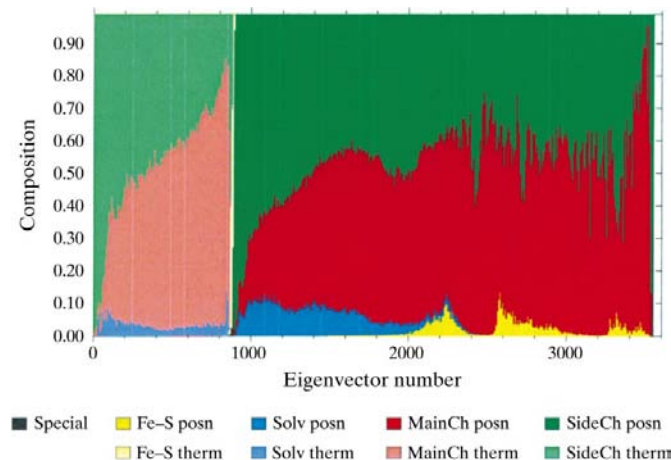 0.90
0.80
0.70
0.60
0.50
0.40
0.30
0.20
0.10
0.00
Composition
0 1000 2000 3000
Eigenvector number
Special Fe–S posn Solv posn MainCh posn SideCh posn
Fe–S therm Solv therm MainCh therm SideCh therm